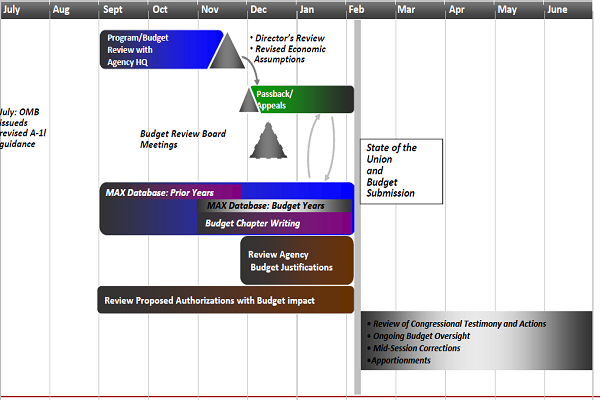 July Aug Sept Oct Nov Dec Jan Feb Mar Apr May June
Program/Budget
Review with
Agency HQ
• Director's Review
• Revised Economic
Assumptions
Passback/
Appeals
July: OMB
issueds
revised A-1l
guidance
Budget Review Board
Meetings
State of the
Union
and
Budget
Submission
MAX Database: Prior Years
MAX Database: Budget Years
Budget Chapter Writing
Review Agency
Budget Justifications
Review Proposed Authorizations with Budget impact
• Review of Congressional Testimony and Actions
• Ongoing Budget Oversight
• Mid-Session Corrections
•Apportionments